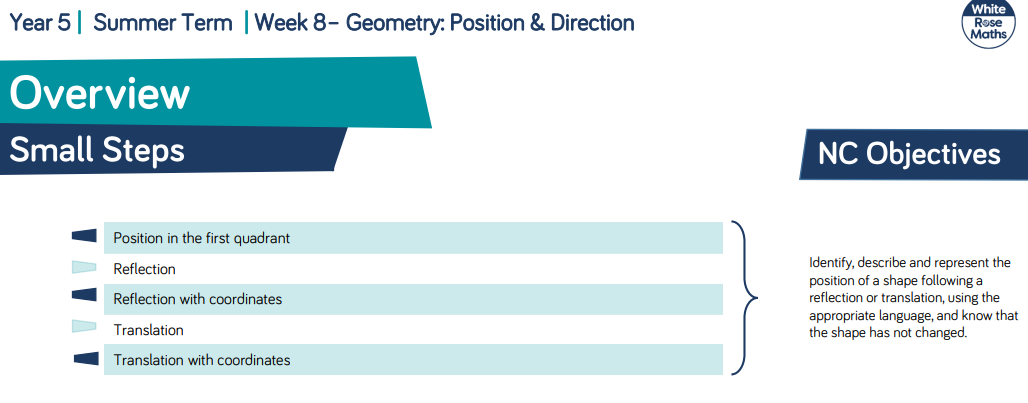 Year 5 | Summer Term | Week 8 – Geometry: Position & Direction
White
Rose
Maths
Overview
Small Steps
NC Objectives
Position in the first quadrant
Reflection
Reflection with coordinates
Translation
Translation with coordinates
Identify, describe and represent the
position of a shape following a
reflection or translation, using the
appropriate language, and know that
the shape has not changed.